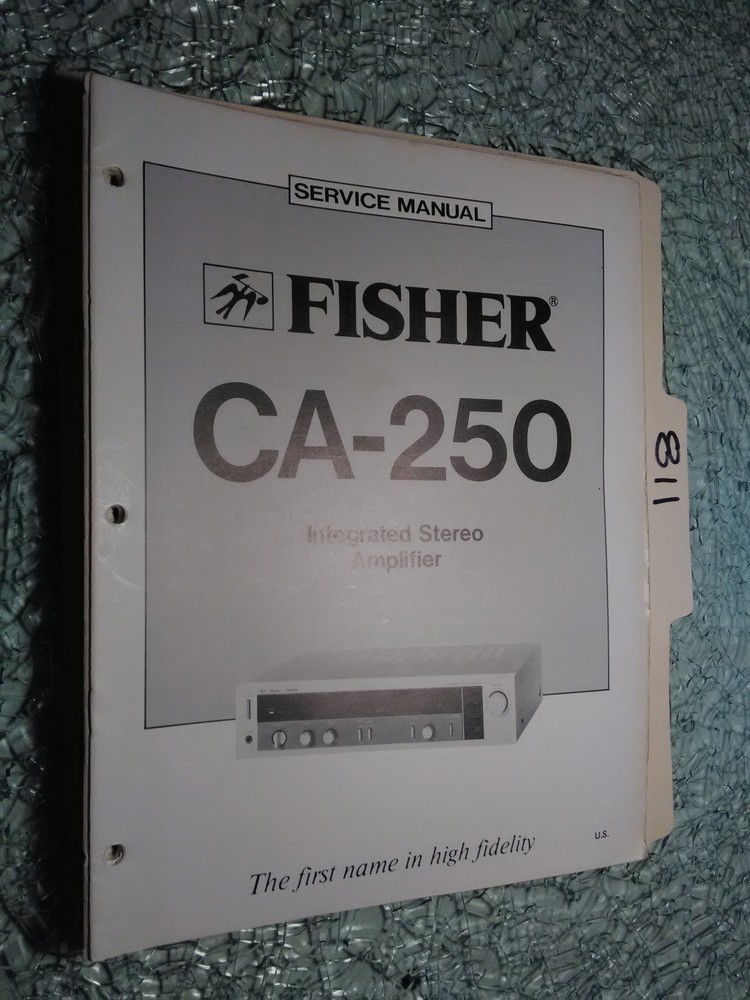 SERVICE MANUAL
FISHER®
CA-250
Integrated Stereo
Amplifier
118
The first name in high fidelity
U.S.